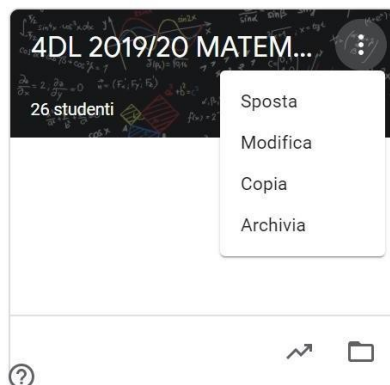 4DL 2019/20 MATEM...
26 studenti
Sposta
Modifica
Copia
Archivia